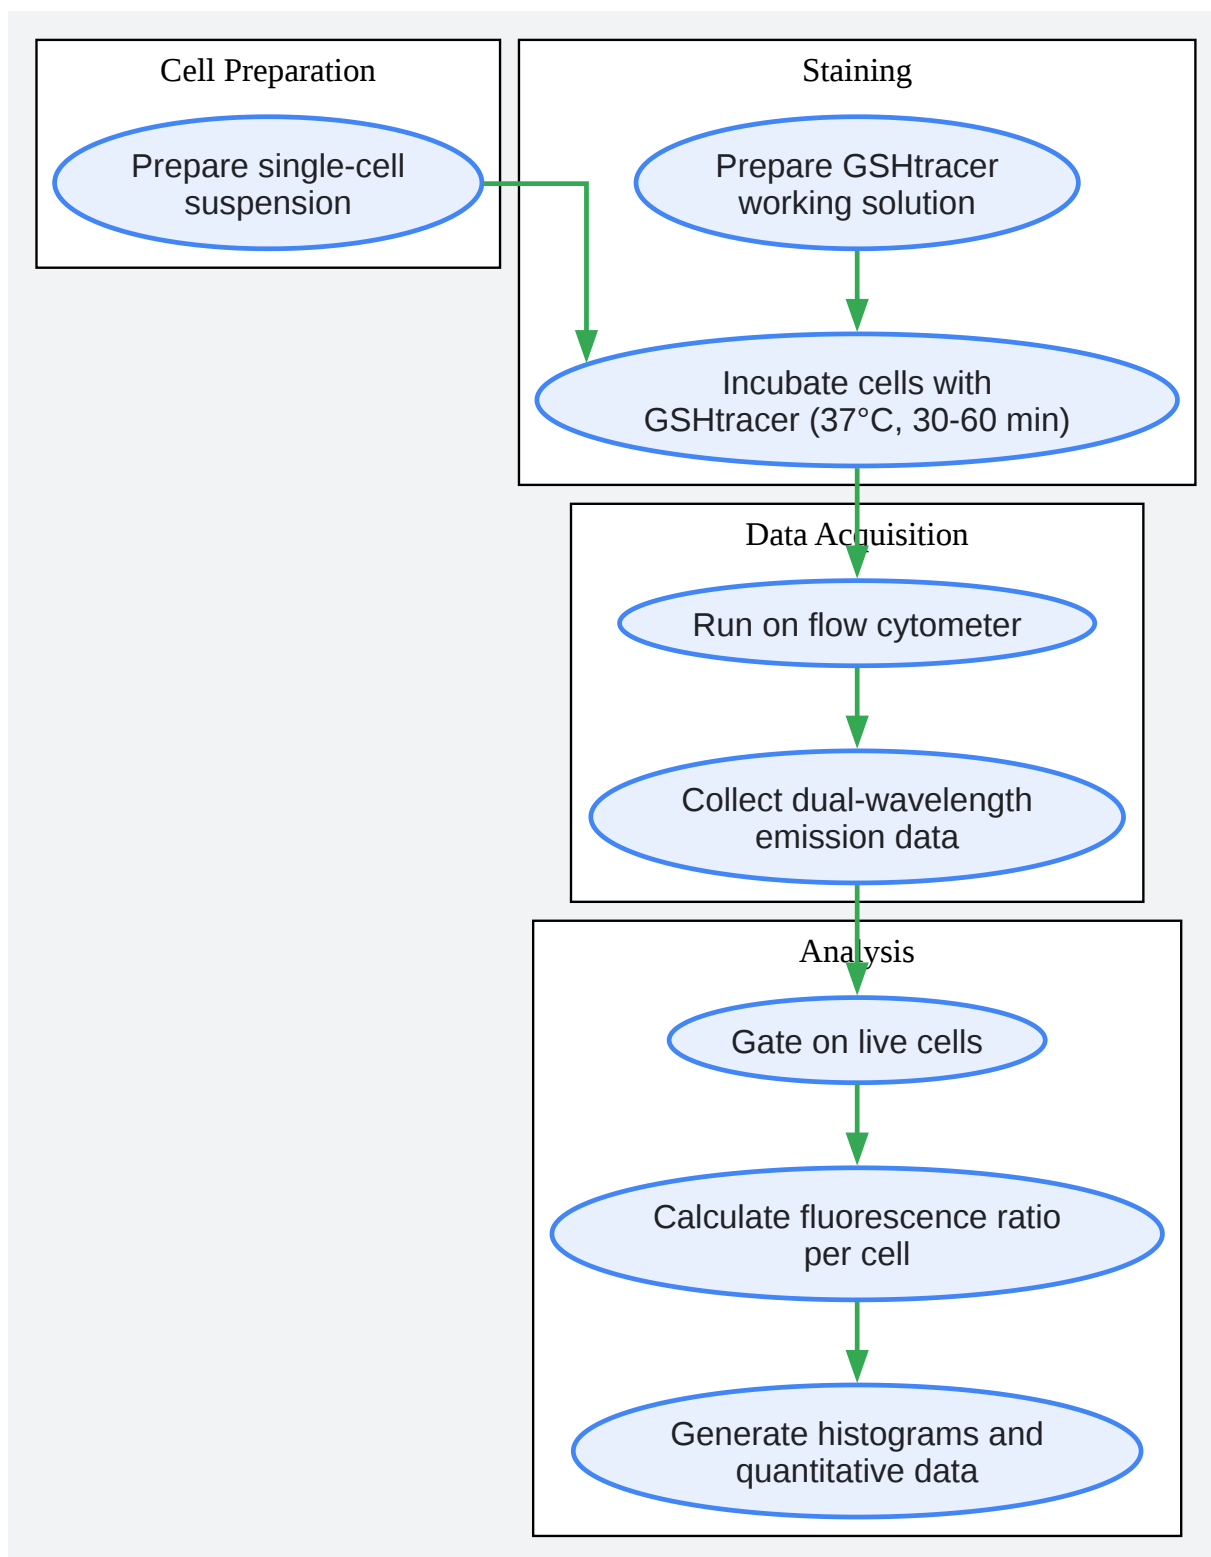 Cell Preparation
Prepare single-cell
suspension
Staining
Prepare GSHtracer
working solution
Incubate cells with
GSHtracer (37°C, 30-60 min)
Data Acquisition
Run on flow cytometer
Collect dual-wavelength
emission data
Analysis
Gate on live cells
Calculate fluorescence ratio
per cell
Generate histograms and
quantitative data